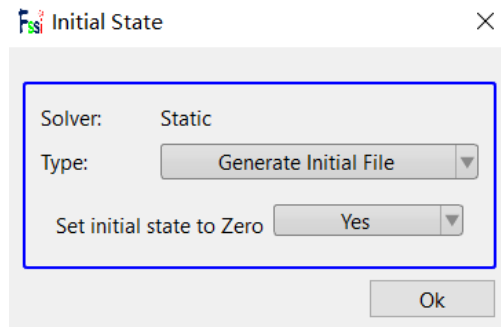 Fssi Initial State
Solver: Static
Type: Generate Initial File
Set initial state to Zero Yes
Ok